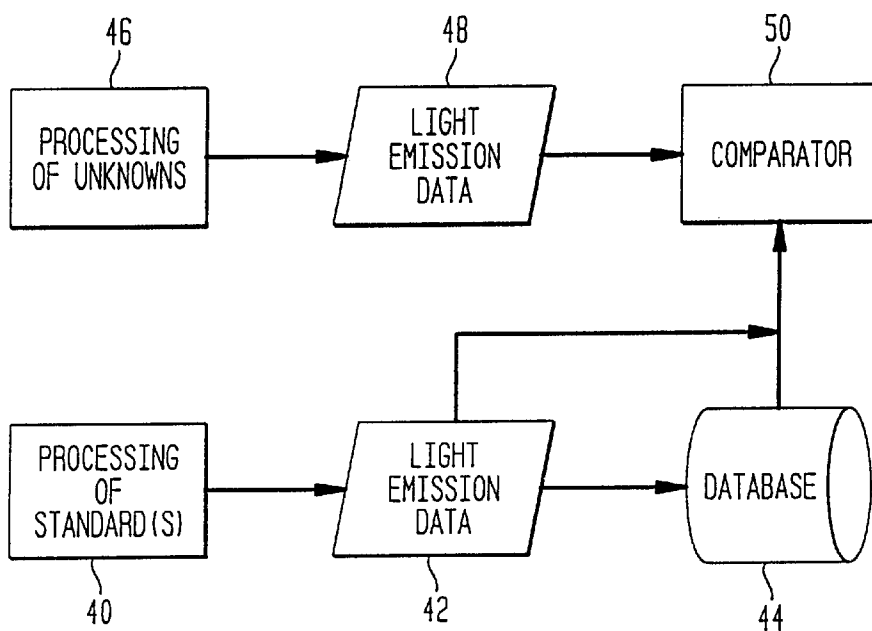 46
48
50
PROCESSING
OF UNKNOWNS
LIGHT
EMISSION
DATA
COMPARATOR
PROCESSING
OF
STANDARD(S)
LIGHT
EMISSION
DATA
DATABASE
40
42
44